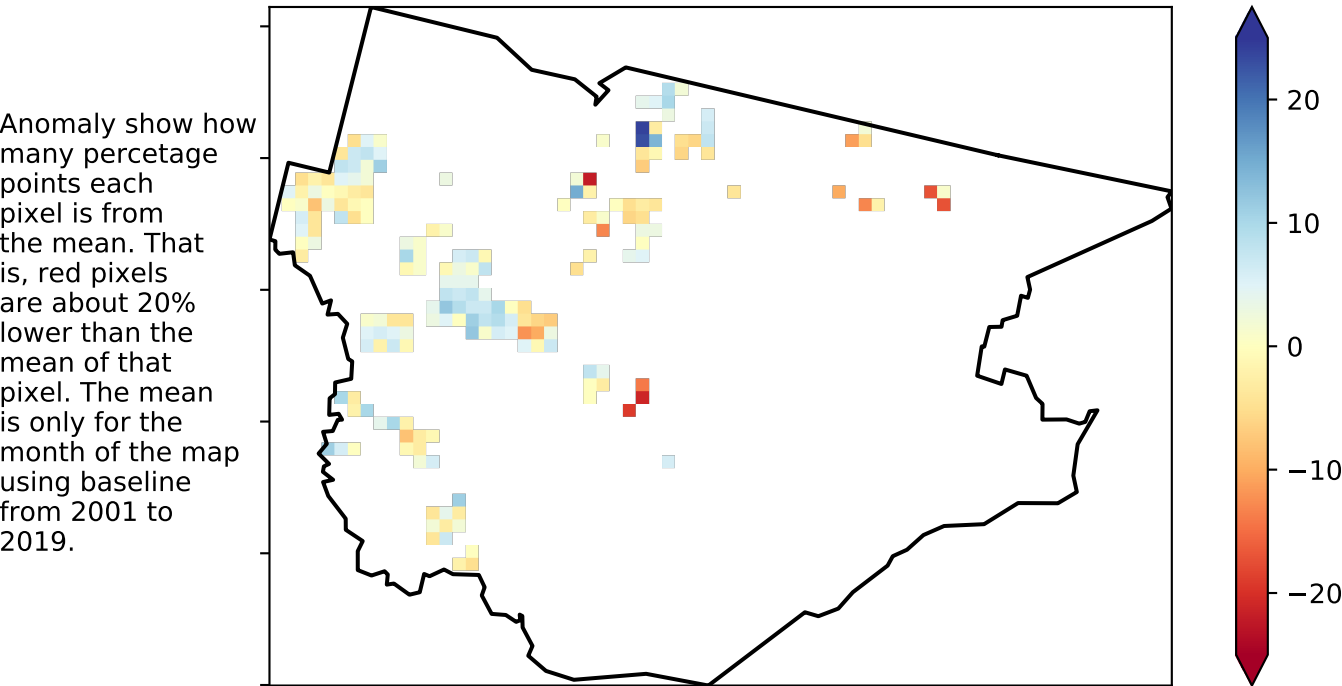 Anomaly show how
many percetage
points each
pixel is from
the mean. That
is, red pixels
are about 20%
lower than the
mean of that
pixel. The mean
is only for the
month of the map
using baseline
from 2001 to
2019.
20
10
0
−10
−20